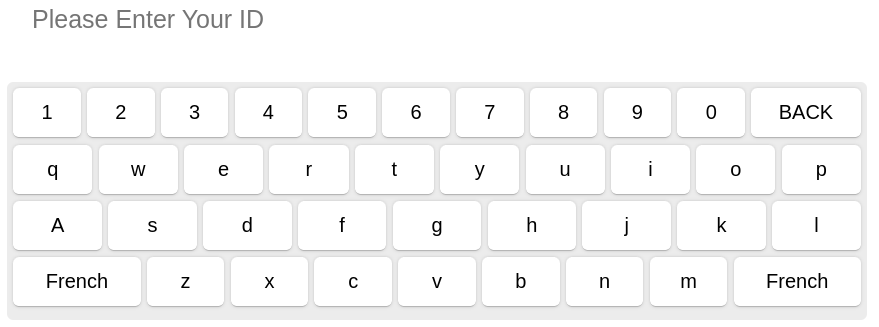 Please Enter Your ID
1 2 3 4 5 6 7 8 9 0 BACK
q w e r t y u i o p
A s d f g h j k l
French z x c v b n m French